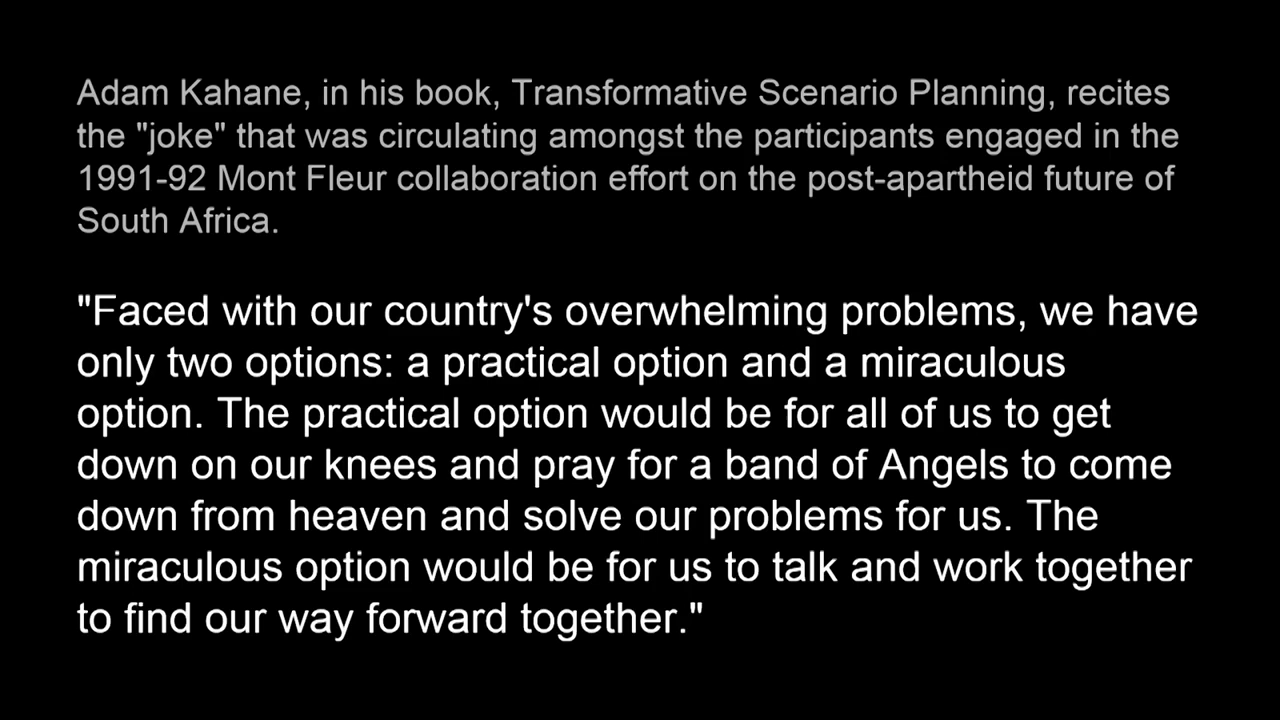 Adam Kahane, in his book, Transformative Scenario Planning, recites
the "joke" that was circulating amongst the participants engaged in the
1991-92 Mont Fleur collaboration effort on the post-apartheid future of
South Africa.
"Faced with our country's overwhelming problems, we have
only two options: a practical option and a miraculous
option. The practical option would be for all of us to get
down on our knees and pray for a band of Angels to come
down from heaven and solve our problems for us. The
miraculous option would be for us to talk and work together
to find our way forward together."